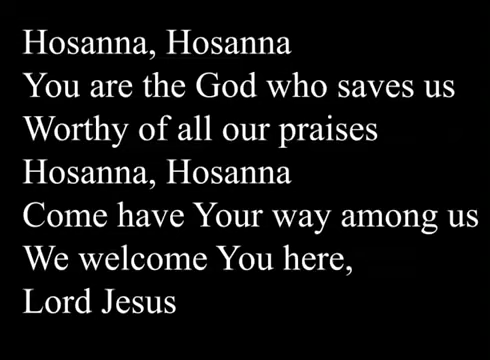 Hosanna, Hosanna
You are the God who saves us
Worthy of all our praises
Hosanna, Hosanna
Come have Your way among us
We welcome You here,
Lord Jesus